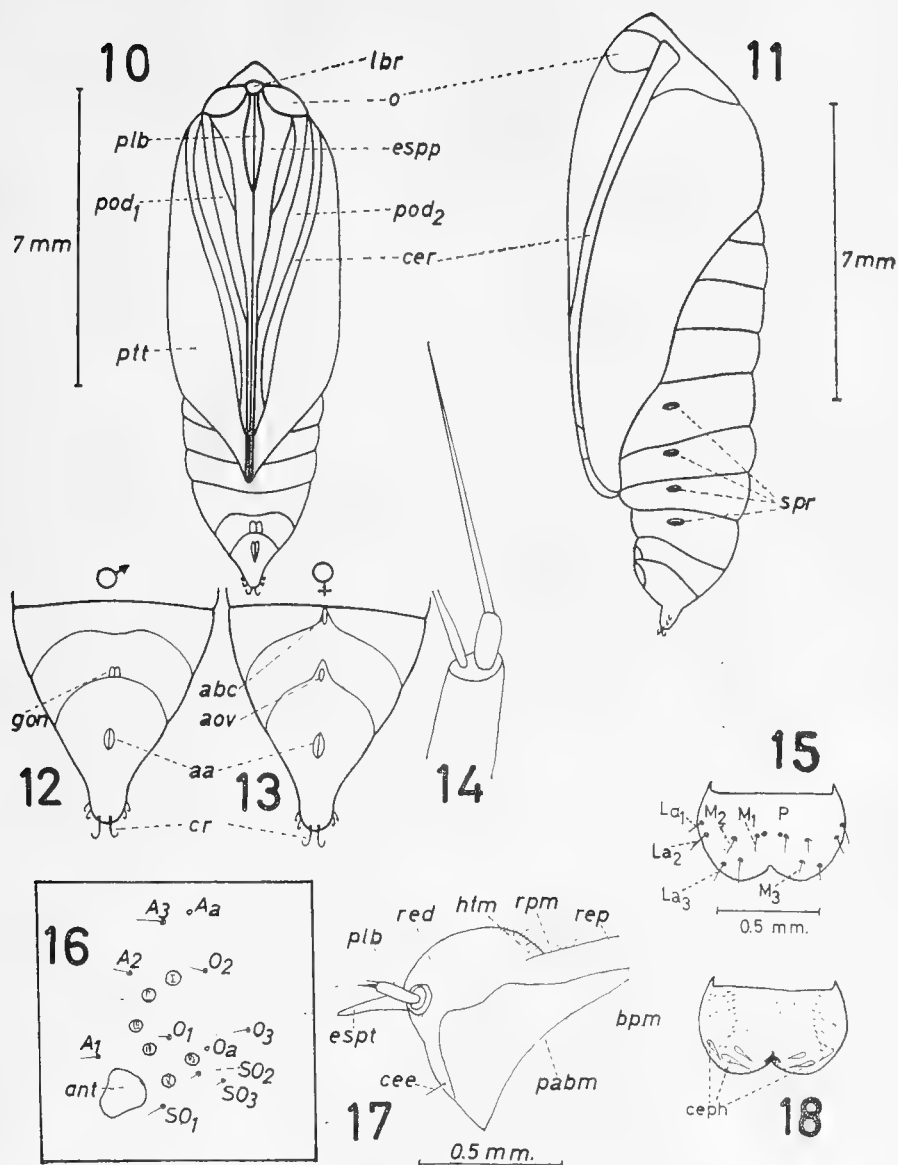 10
11
lbr
o
plb
espp
pod1
pod2
7 mm
cer
7mm
ptt
spr
♂
♀
abc
gon
aov
aa
12
13
14
cr
15
La1
M2
M1
P
La2
La3
M3
0.5 mm.
16
A3
Aa
A2
O2
O1
O3
A1
Oa
SO2
ant
SO3
SO1
plb
red
htm
rpm
rep
bpm
espt
cee
pabm
17
0.5 mm.
ceph
18